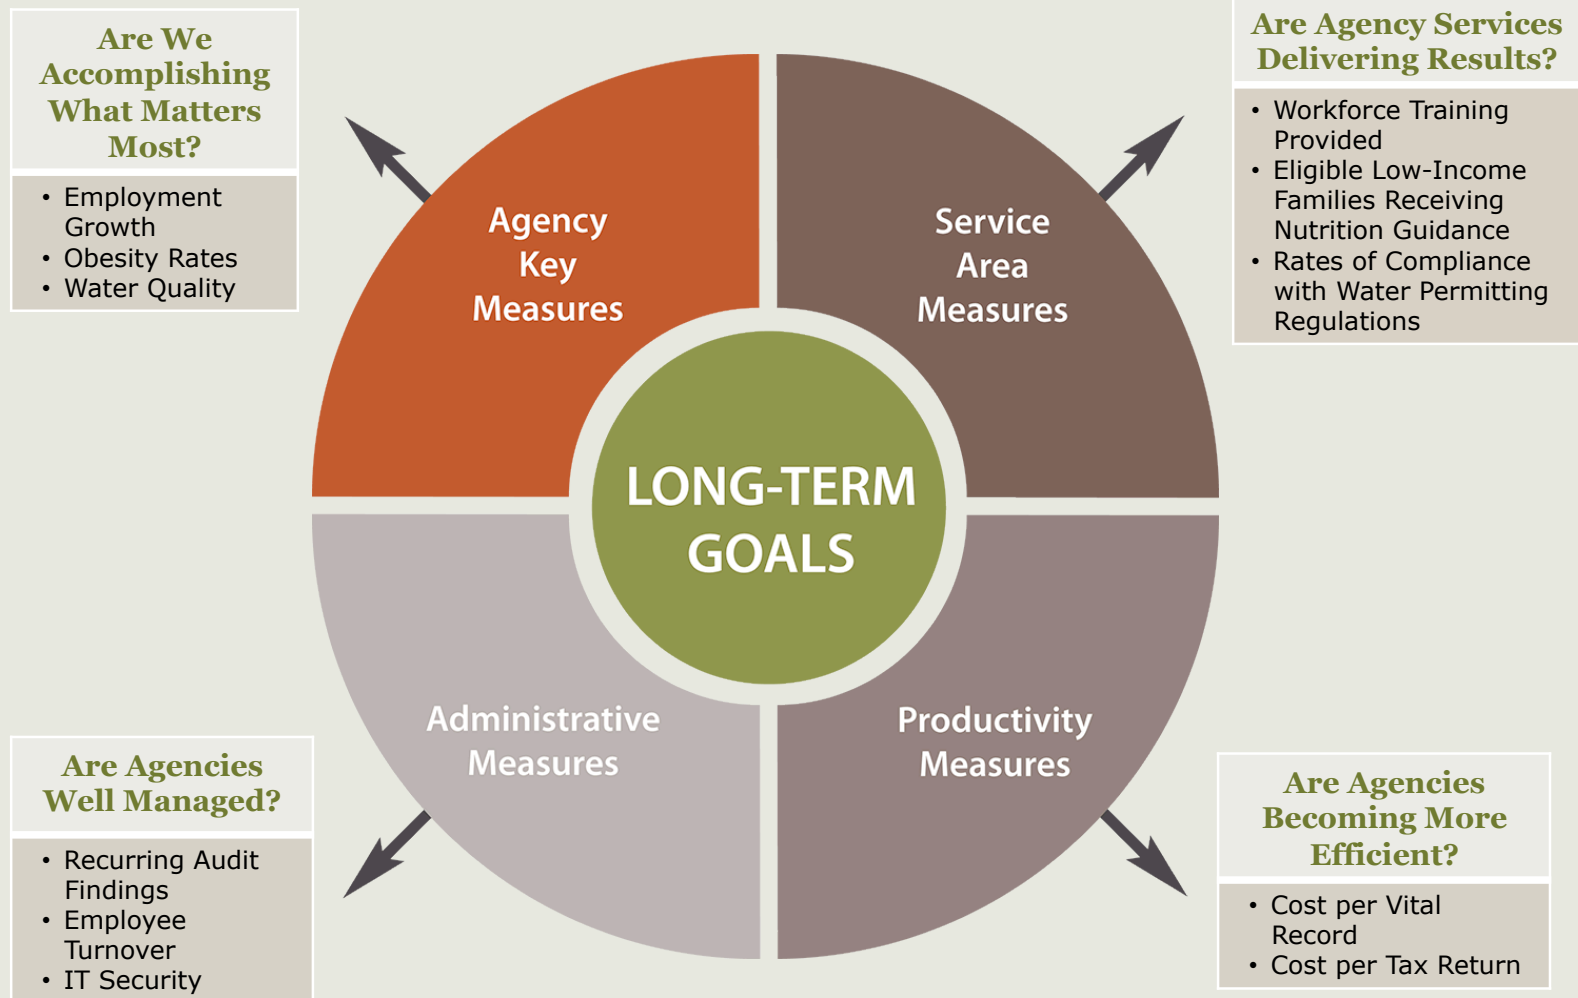 Are We
Accomplishing
What Matters
Most?
• Employment
Growth
• Obesity Rates
• Water Quality
Are Agency Services
Delivering Results?
• Workforce Training
Provided
• Eligible Low-Income
Families Receiving
Nutrition Guidance
• Rates of Compliance
with Water Permitting
Regulations
Agency
Key
Measures
Service
Area
Measures
LONG-TERM
GOALS
Administrative
Measures
Productivity
Measures
Are Agencies
Well Managed?
• Recurring Audit
Findings
• Employee
Turnover
• IT Security
Are Agencies
Becoming More
Efficient?
• Cost per Vital
Record
• Cost per Tax Return